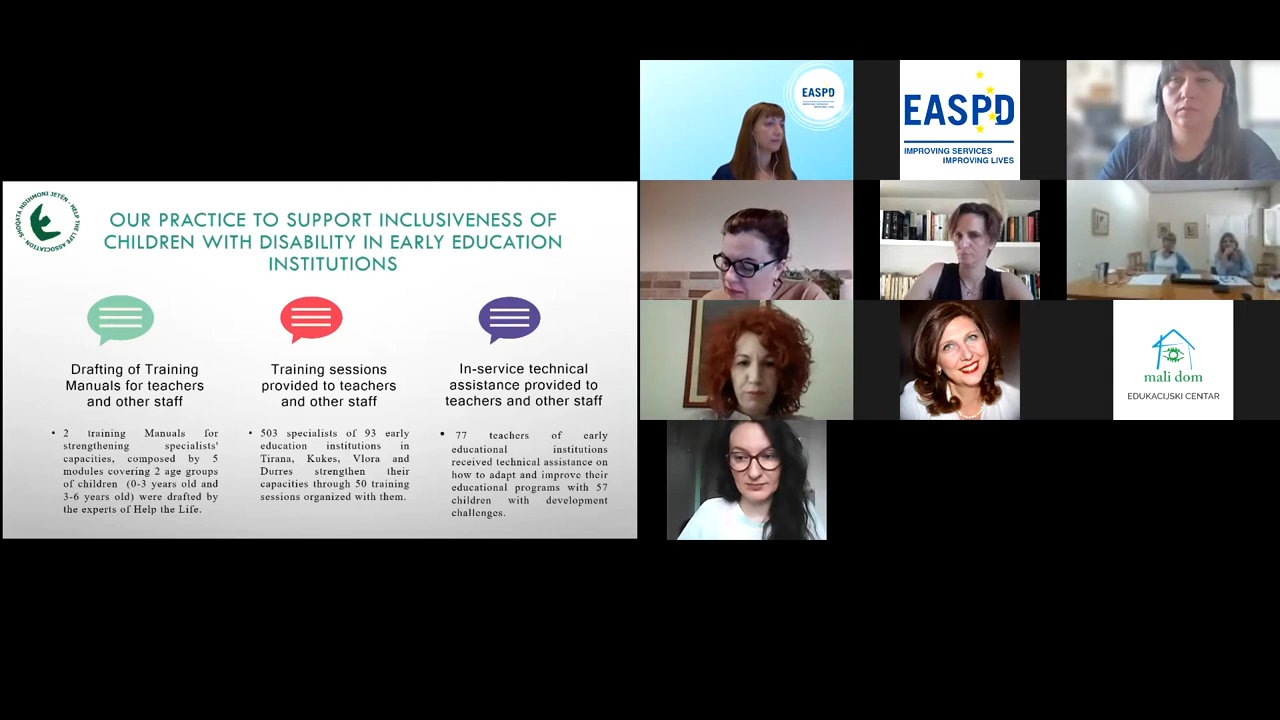 SHOQATA NDIHMONI JETËN - HELP THE LIFE ASSOCIATION -
OUR PRACTICE TO SUPPORT INCLUSIVENESS OF
CHILDREN WITH DISABILITY IN EARLY EDUCATION
INSTITUTIONS
Drafting of Training
Manuals for teachers
and other staff
• 2 training Manuals for
strengthening specialists'
capacities, composed by 5
modules covering 2 age groups
of children (0-3 years old and
3-6 years old) were drafted by
the experts of Help the Life.
Training sessions
provided to teachers
and other staff
• 503 specialists of 93 early
education institutions in
Tirana, Kukes, Vlora and
Durres strengthen their
capacities through 50 training
sessions organized with them.
In-service technical
assistance provided to
teachers and other staff
• 77 teachers of early
educational institutions
received technical assistance on
how to adapt and improve their
educational programs with 57
children with development
challenges.
EASPD
IMPROVING SERVICES
IMPROVING LIVES
EASPD
IMPROVING SERVICES
IMPROVING LIVES
mali dom
EDUKACIJSKI CENTAR